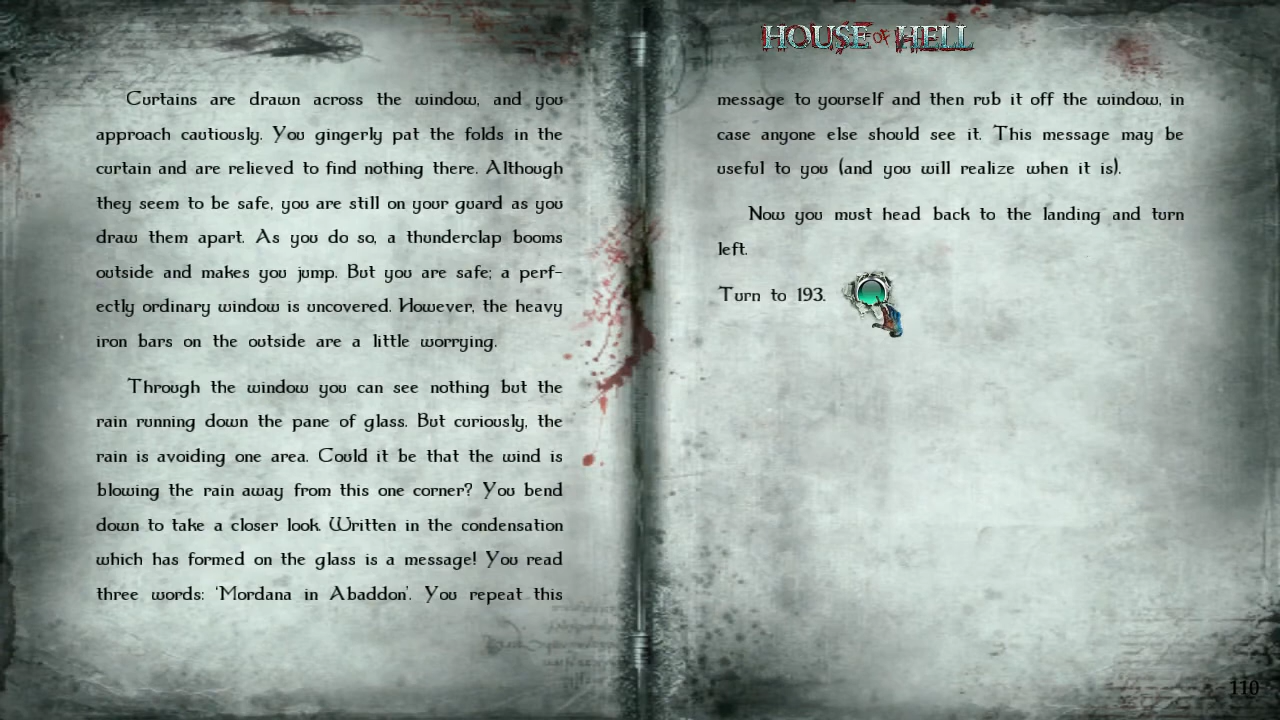 Curtains are drawn across the window, and you
approach cautiously. You gingerly pat the folds in the
curtain and are relieved to find nothing there. Although
they seem to be safe, you are still on your guard as you
draw them apart. As you do so, a thunderclap booms
outside and makes you jump. But you are safe; a perf-
ectly ordinary window is uncovered. However, the heavy
iron bars on the outside are a little worrying.
Through the window you can see nothing but the
rain running down the pane of glass. But curiously, the
rain is avoiding one area. Could it be that the wind is
blowing the rain away from this one corner? You bend
down to take a closer look. Written in the condensation
which has formed on the glass is a message! You read
three words: ‘Mordana in Abaddon’. You repeat this
HOUSE OF HELL
message to yourself and then rub it off the window, in
case anyone else should see it. This message may be
useful to you (and you will realize when it is).
Now you must head back to the landing and turn
left.
Turn to 193.
110